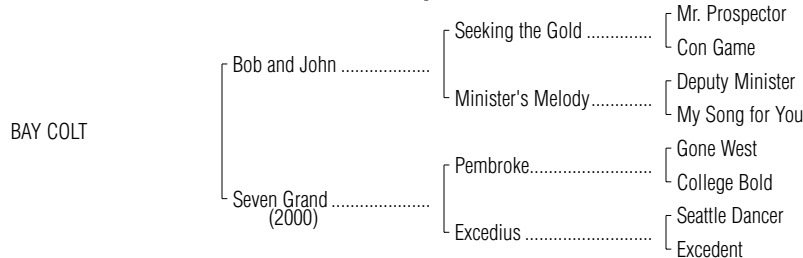 Mr. Prospector
Seeking the Gold ..............
Con Game
Bob and John ....................
Deputy Minister
Minister's Melody.............
My Song for You
BAY COLT
Gone West
Pembroke...........................
College Bold
Seven Grand ......................
(2000)
Seattle Dancer
Excedius ............................
Excedent